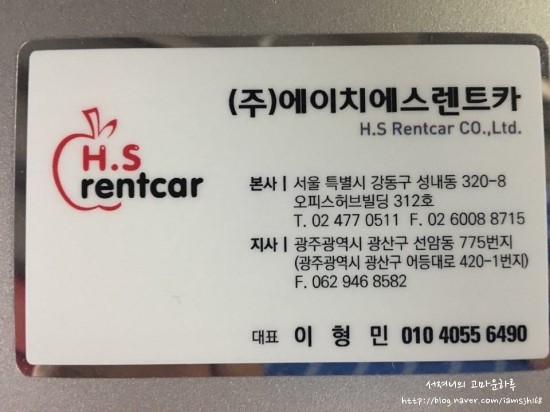 (주)에이치에스렌트카
H.S Rentcar CO.,Ltd.
H.S
rentcar
본사 | 서울 특별시 강동구 성내동 320-8
오피스허브빌딩 312호
T. 02 477 0511 F. 02 6008 8715
지사 | 광주광역시 광산구 선암동 775번지
(광주광역시 광산구 어등대로 420-1번지)
F. 062 946 8582
대표 이 형 민 010 4055 6490
서져니의 고마운하루
http://blog.naver.com/iamsjh168